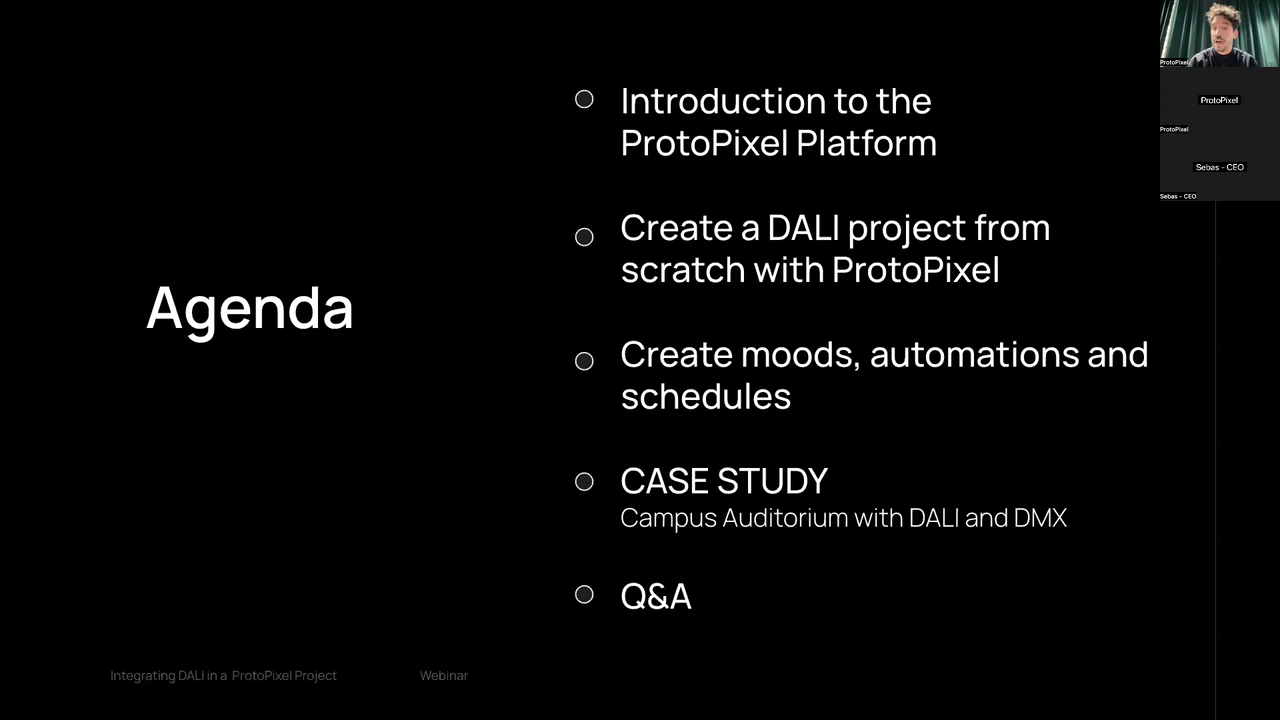 Agenda
Introduction to the
ProtoPixel Platform
Create a DALI project from
scratch with ProtoPixel
Create moods, automations and
schedules
CASE STUDY
Campus Auditorium with DALI and DMX
Q&A
Integrating DALI in a ProtoPixel Project
Webinar
ProtoPixel
ProtoPixel
ProtoPixel
Sebas - CEO
Sebas - CEO